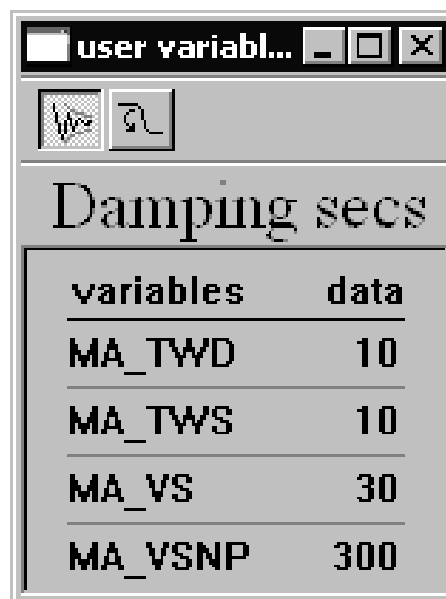 user variabl...
Damping secs
variables data
MA_TWD 10
MA_TWS 10
MA_VS 30
MA_VSNP 300